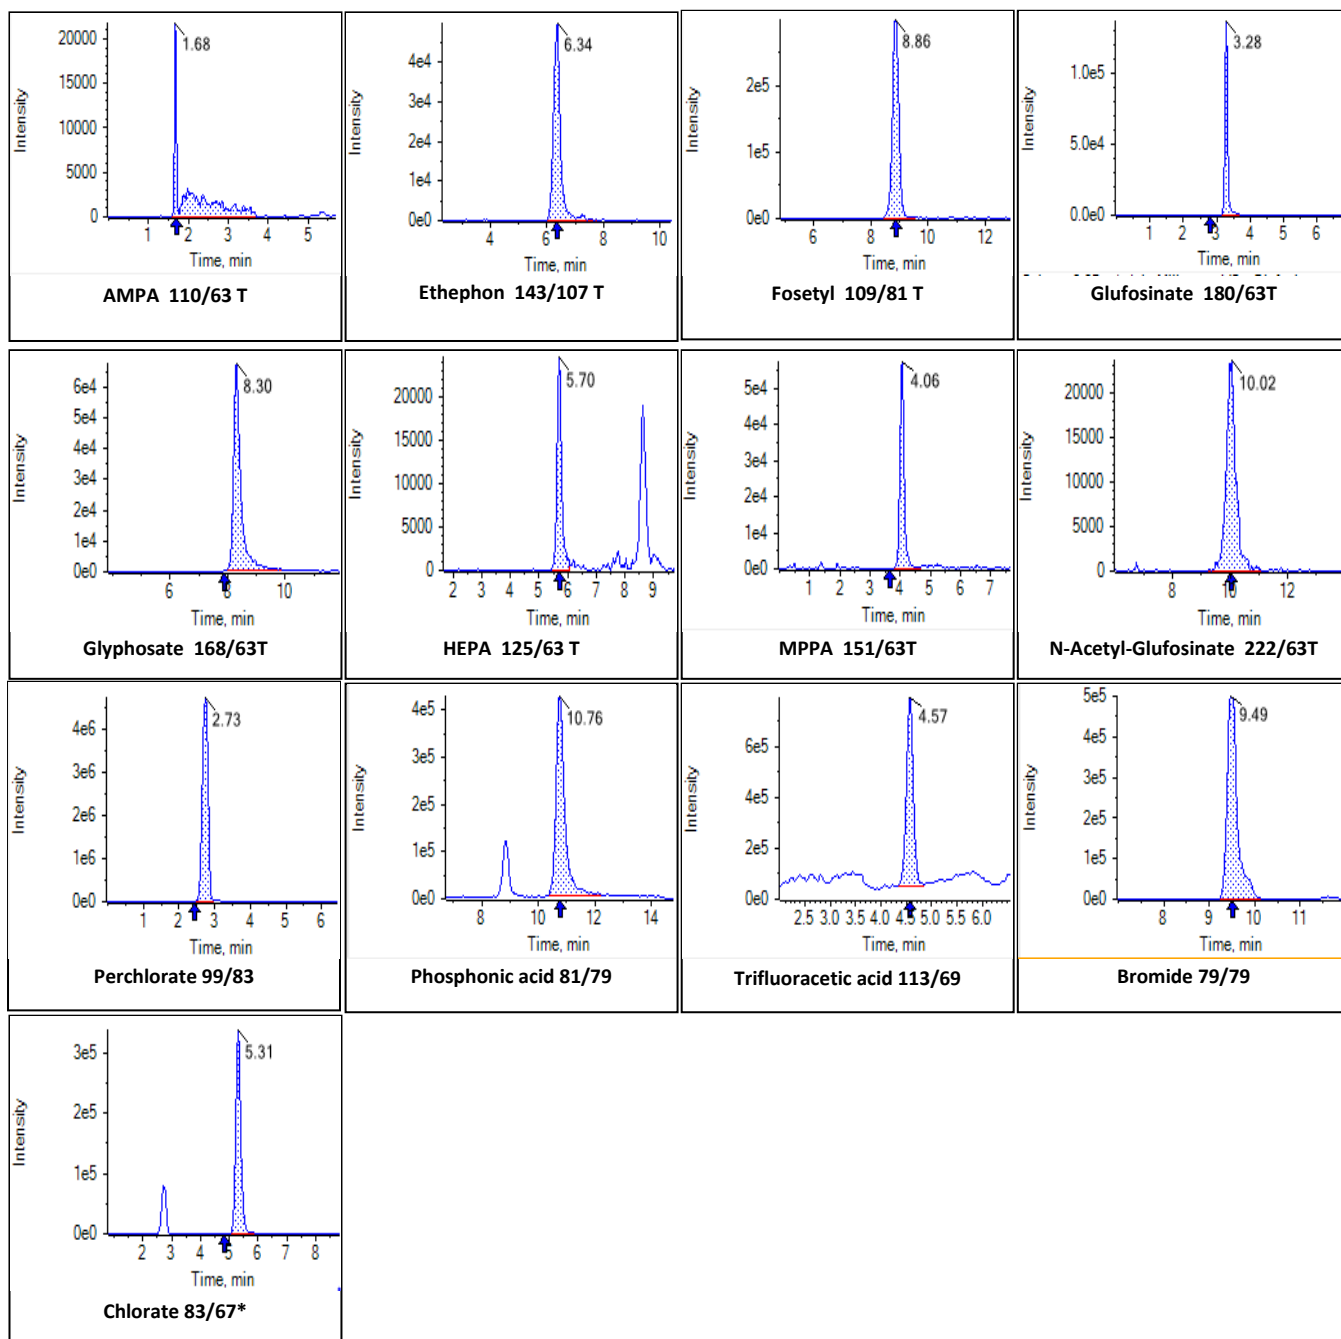 20000
15000
10000
5000
0
Intensity
1.68
1 2 3 4 5
Time, min
AMPA 110/63 T
4e4
3e4
2e4
1e4
0e0
Intensity
6.34
4 6 8 10
Time, min
Ethephon 143/107 T
2e5
1e5
0e0
Intensity
8.86
6 8 10 12
Time, min
Fosetyl 109/81 T
1.0e5
5.0e4
0.0e0
Intensity
3.28
1 2 3 4 5 6
Time, min
Glufosinate 180/63T
6e4
5e4
4e4
3e4
2e4
1e4
0e0
Intensity
8.30
6 8 10
Time, min
Glyphosate 168/63T
20000
15000
10000
5000
0
Intensity
5.70
2 3 4 5 6 7 8 9
Time, min
HEPA 125/63 T
5e4
4e4
3e4
2e4
1e4
0e0
Intensity
4.06
1 2 3 4 5 6 7
Time, min
MPPA 151/63T
20000
15000
10000
5000
0
Intensity
10.02
8 10 12
Time, min
N-Acetyl-Glufosinate 222/63T
4e6
3e6
2e6
1e6
0e0
Intensity
2.73
1 2 3 4 5 6
Time, min
Perchlorate 99/83
4e5
3e5
2e5
1e5
0e0
Intensity
10.76
8 10 12 14
Time, min
Phosphonic acid 81/79
6e5
4e5
2e5
0e0
Intensity
4.57
2.5 3.0 3.5 4.0 4.5 5.0 5.5 6.0
Time, min
Trifluoracetic acid 113/69
5e5
4e5
3e5
2e5
1e5
0e0
Intensity
9.49
8 9 10 11
Time, min
Bromide 79/79
3e5
2e5
1e5
0e0
Intensity
5.31
2 3 4 5 6 7 8
Time, min
Chlorate 83/67*